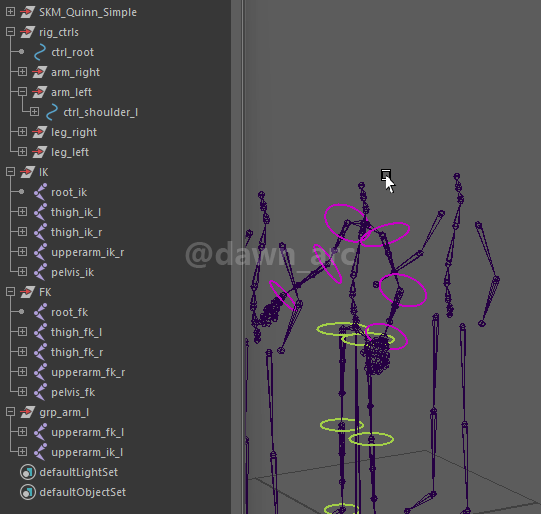 SKM_Quinn_Simple
rig_ctrls
ctrl_root
arm_right
arm_left
ctrl_shoulder_l
leg_right
leg_left
IK
root_ik
thigh_ik_l
thigh_ik_r
upperarm_ik_r
pelvis_ik
FK
root_fk
thigh_fk_l
thigh_fk_r
upperarm_fk_r
pelvis_fk
grp_arm_l
upperarm_fk_l
upperarm_ik_l
defaultLightSet
defaultObjectSet
@dawn_arc